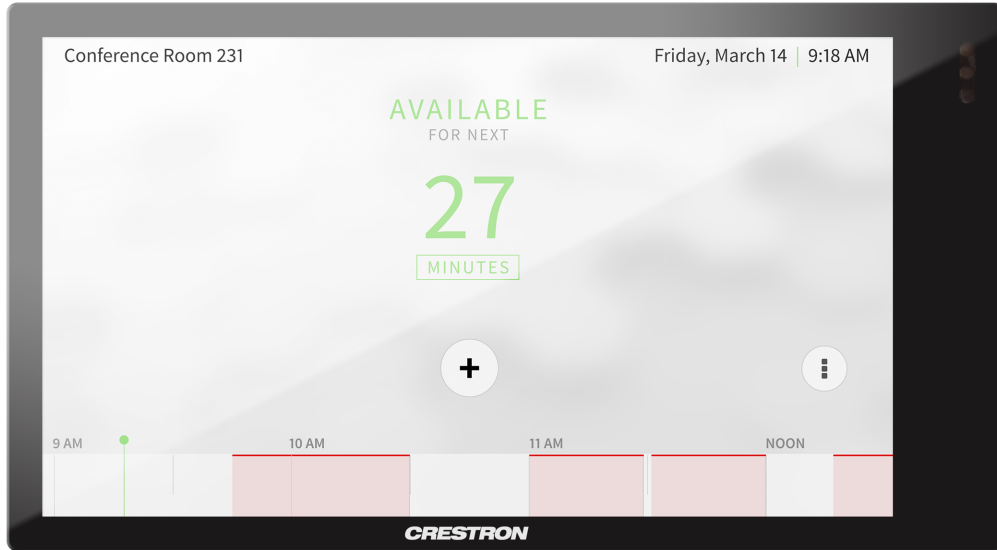 Conference Room 231
Friday, March 14 | 9:18 AM
AVAILABLE
FOR NEXT
27
MINUTES
9 AM
10 AM
11 AM
NOON
CRESTRON